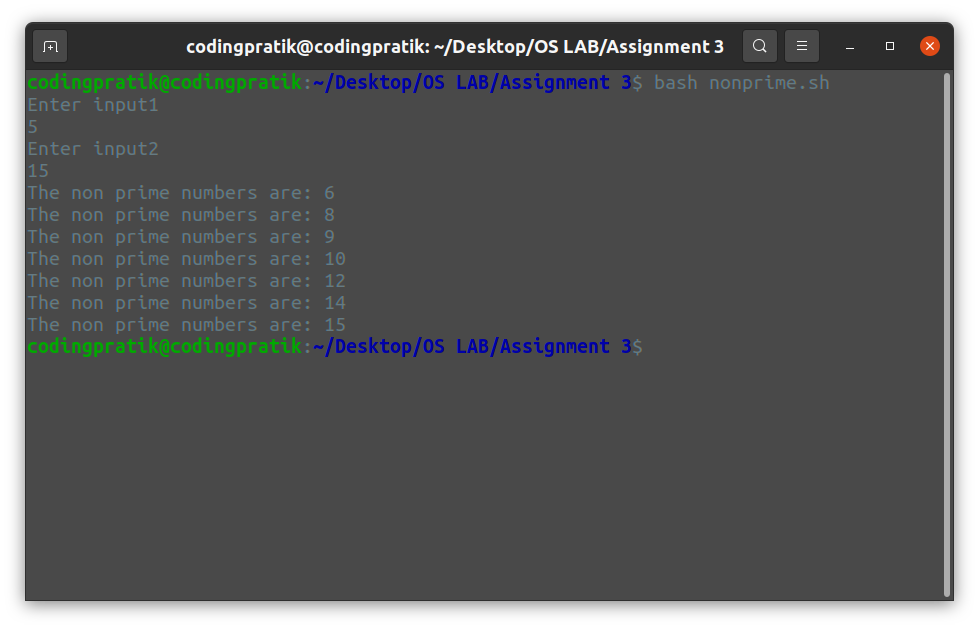 codingpratik@codingpratik: ~/Desktop/OS LAB/Assignment 3
codingpratik@codingpratik:~/Desktop/OS LAB/Assignment 3$ bash nonprime.sh
Enter input1
5
Enter input2
15
The non prime numbers are: 6
The non prime numbers are: 8
The non prime numbers are: 9
The non prime numbers are: 10
The non prime numbers are: 12
The non prime numbers are: 14
The non prime numbers are: 15
codingpratik@codingpratik:~/Desktop/OS LAB/Assignment 3$